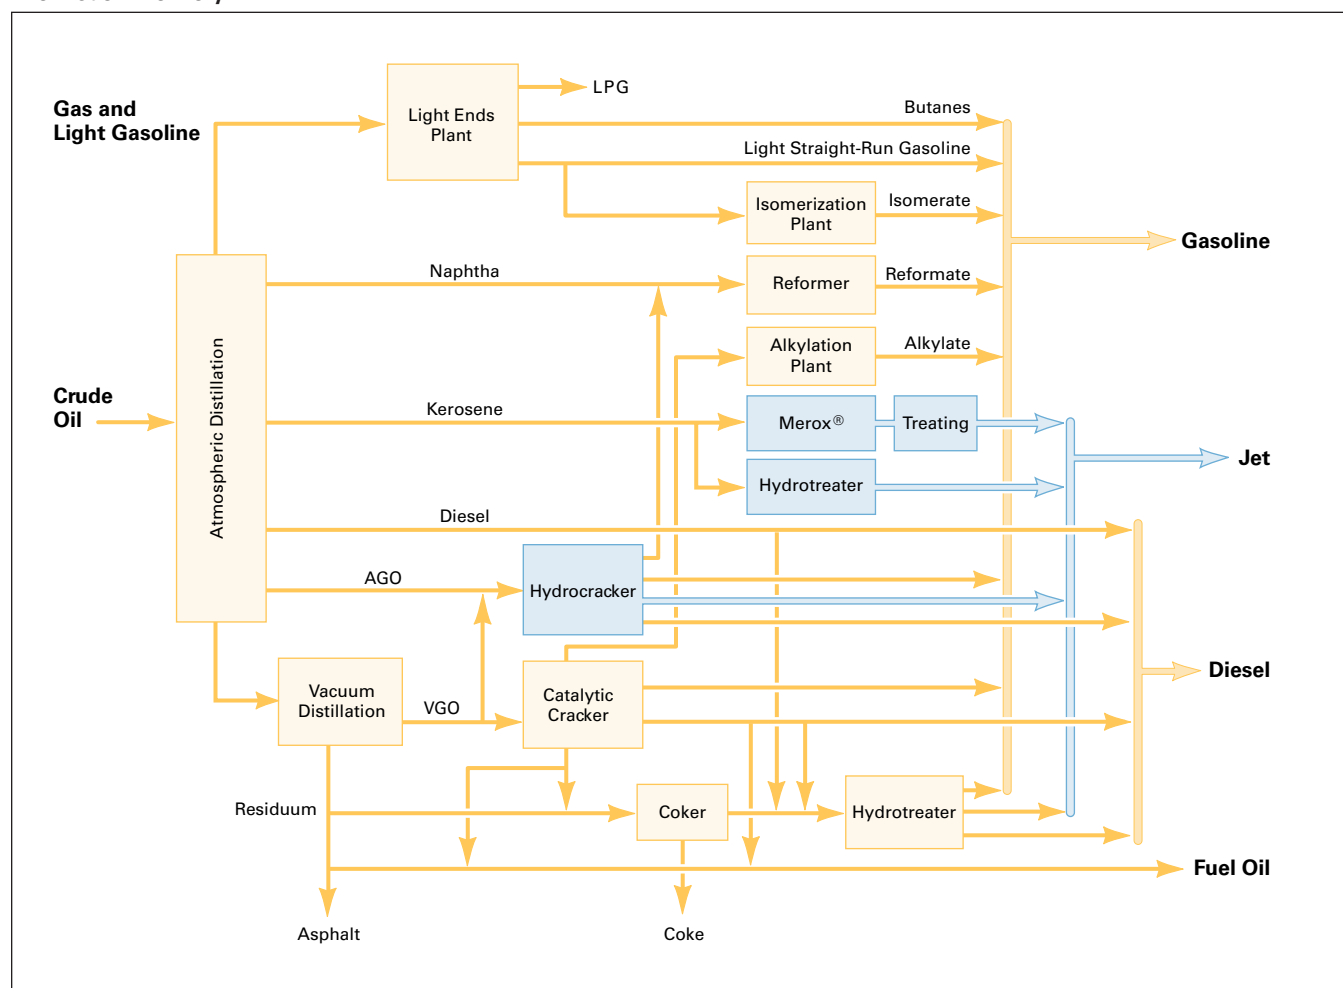 LPG
Gas and
Light Gasoline
Light Ends
Plant
Butanes
Light Straight-Run Gasoline
Isomerization
Plant
Isomerate
Gasoline
Naphtha
Reformer
Reformate
Alkylation
Plant
Alkylate
Crude
Oil
Atmospheric Distillation
Kerosene
Merox®
Treating
Jet
Hydrotreater
Diesel
AGO
Hydrocracker
Vacuum
Distillation
VGO
Catalytic
Cracker
Diesel
Residuum
Coker
Hydrotreater
Fuel Oil
Asphalt
Coke